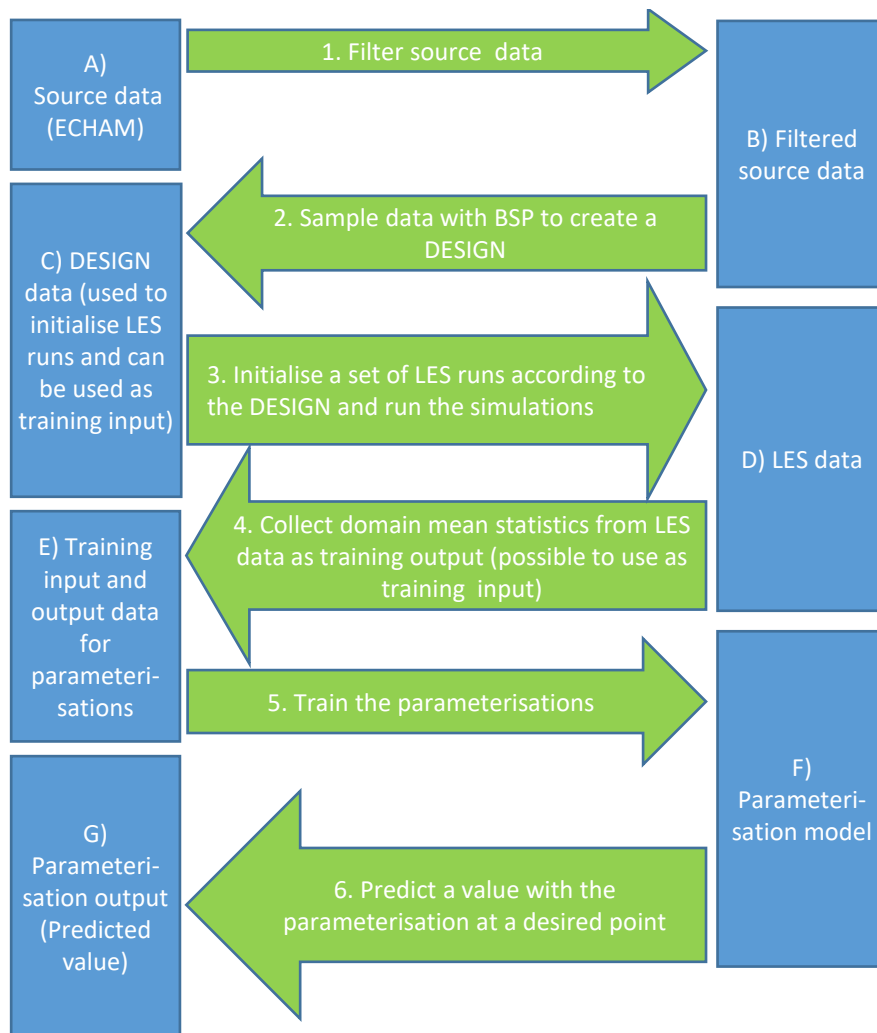 A)
Source data
(ECHAM)
1. Filter source data
B) Filtered
source data
2. Sample data with BSP to create a
DESIGN
C) DESIGN
data (used to
initialise LES
runs and can
be used as
training input)
3. Initialise a set of LES runs according to
the DESIGN and run the simulations
D) LES data
4. Collect domain mean statistics from LES
data as training output (possible to use as
training input)
E) Training
input and
output data
for
parameteri-
sations
5. Train the parameterisations
F)
Parameteri-
sation model
6. Predict a value with the
parameterisation at a desired point
G)
Parameteri-
sation output
(Predicted
value)